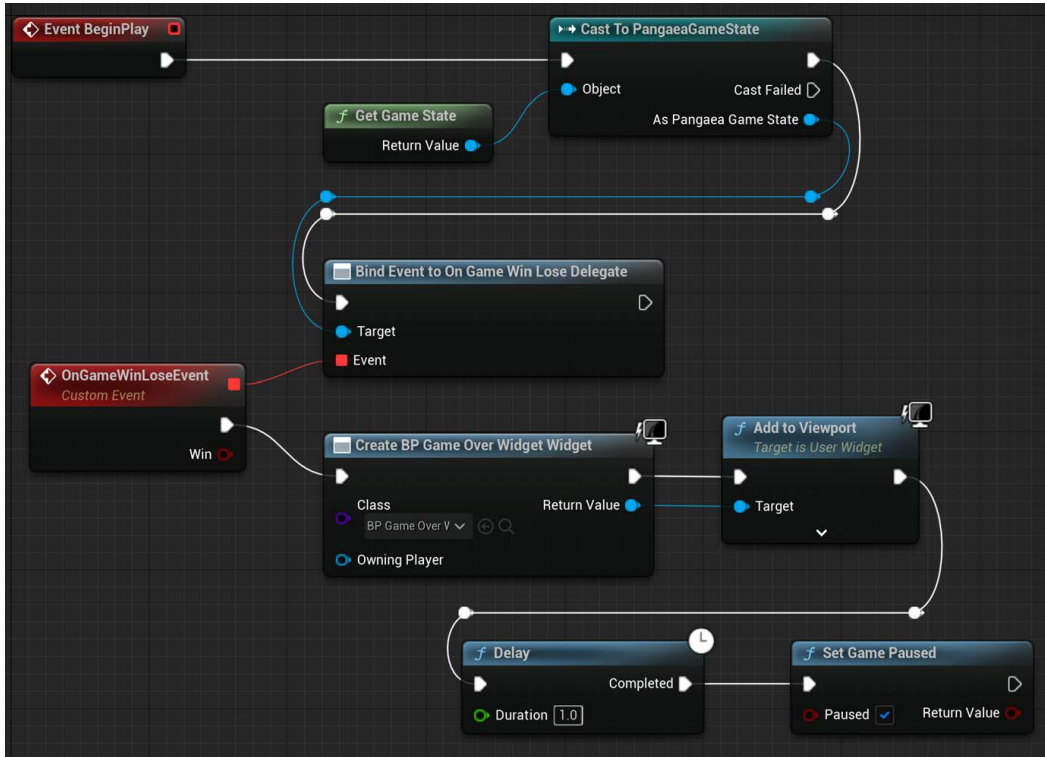 Event BeginPlay
Cast To PangaeaGameState
Object
Cast Failed
As Pangaea Game State
f Get Game State
Return Value
Bind Event to On Game Win Lose Delegate
Target
Event
OnGameWinLoseEvent
Custom Event
Win
Create BP Game Over Widget Widget
Class
BP Game Over V
Return Value
Owning Player
f Add to Viewport
Target is User Widget
Target
f Delay
Completed
Duration 1.0
f Set Game Paused
Paused
Return Value